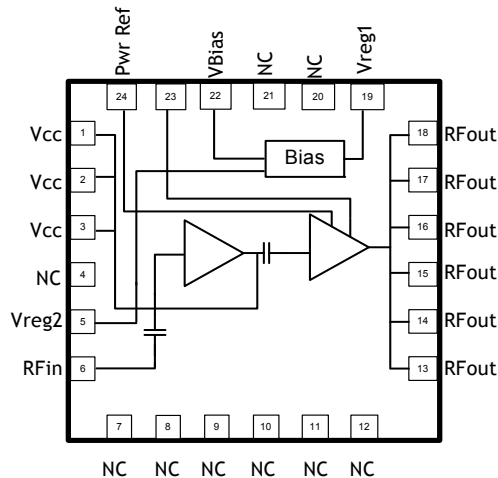 Pwr Ref
VBias
NC
NC
Vreg1
24
23
22
21
20
19
Vcc
1
18
RFout
Bias
Vcc
2
17
RFout
Vcc
3
16
RFout
NC
4
15
RFout
Vreg2
5
14
RFout
RFin
6
13
RFout
7
8
9
10
11
12
NC
NC
NC
NC
NC
NC